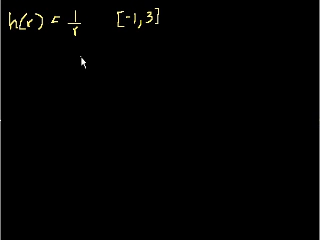 h(r) = 1/r [-1,3]